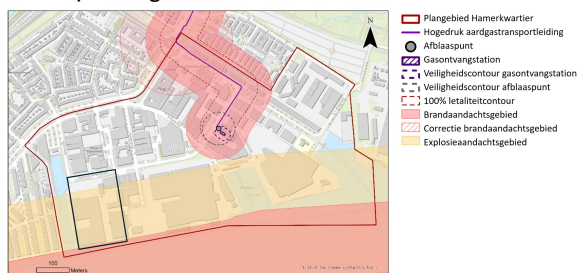 N
100
Meters
Plangebied Hamerkwartier
Hogedruk aardgastransportleiding
Afblaaspunt
Gasontvangstation
Veiligheidscontour gasontvangstation
Veiligheidscontour afblaaspunt
100% letaliteitcontour
Brandaandachtsgebied
Correctie brandaandachtsgebied
Explosieaandachtsgebied